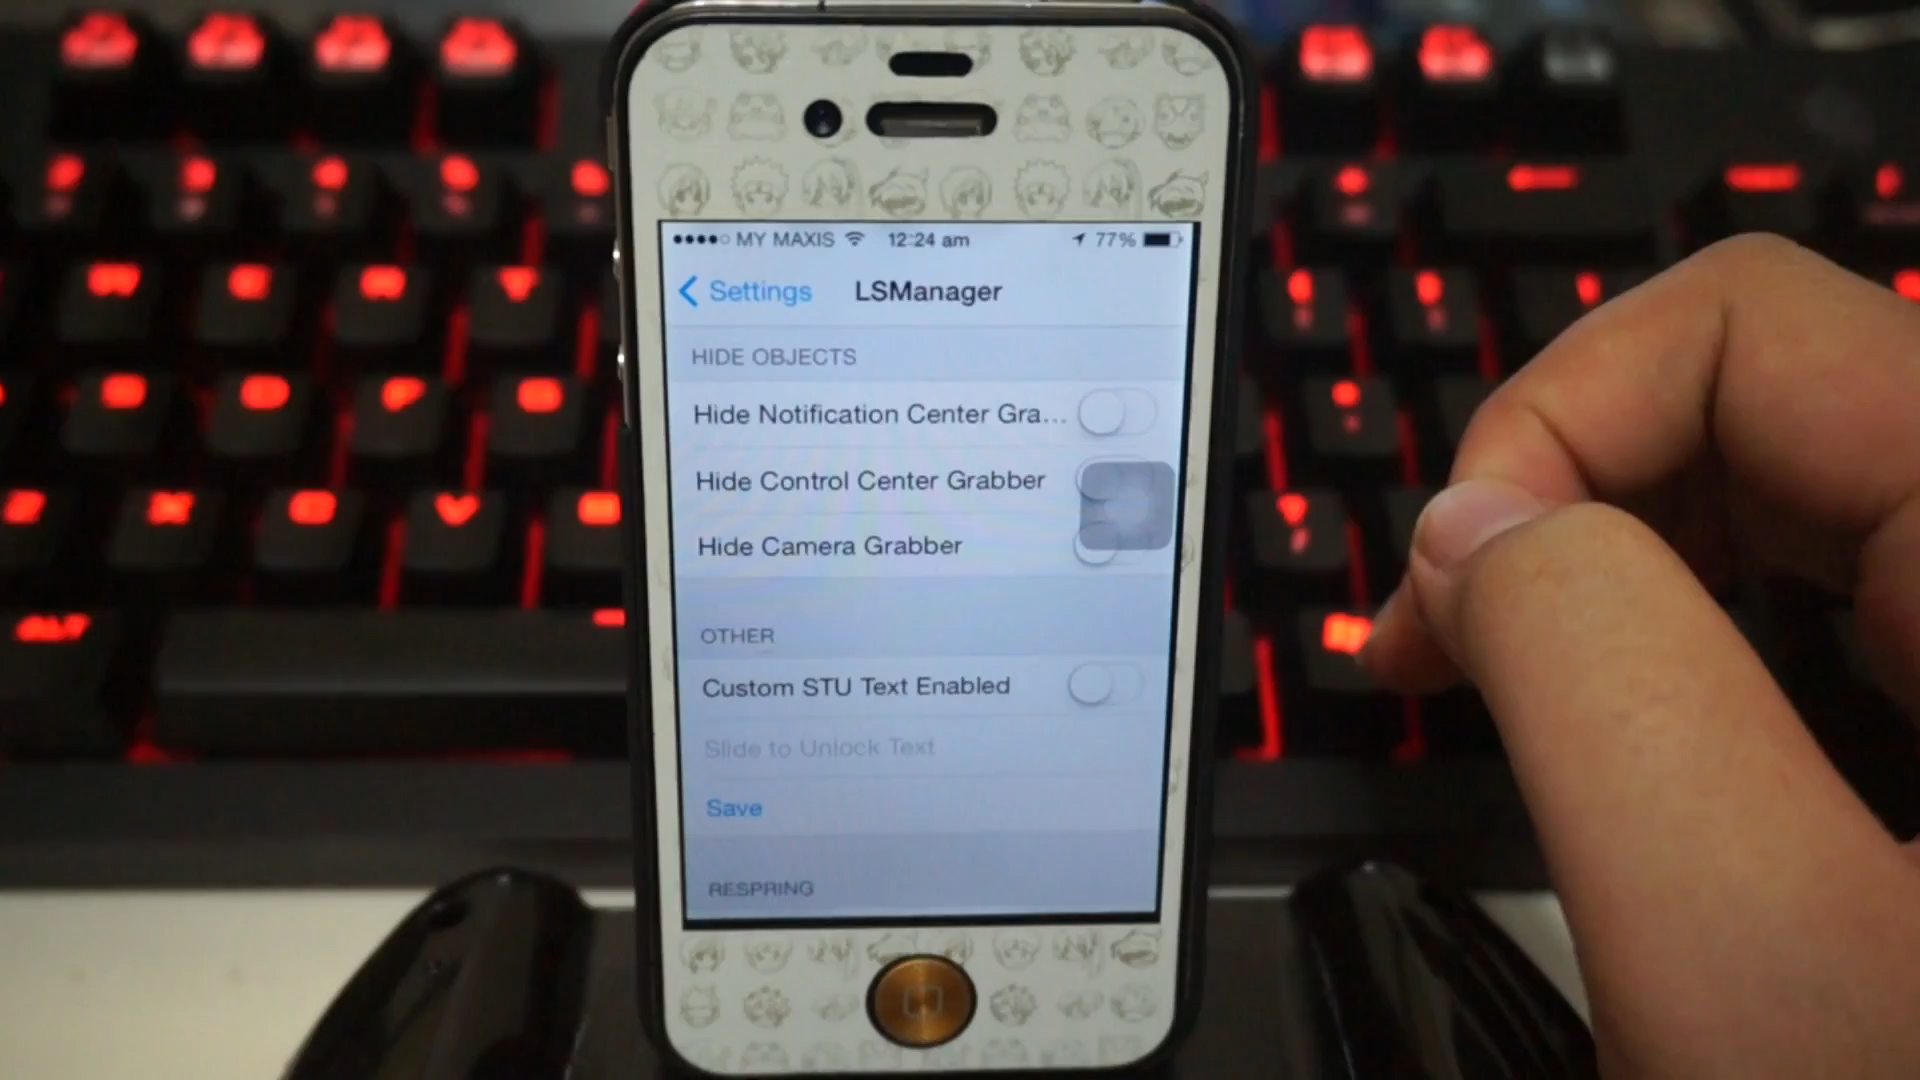 MY MAXIS 12:24 am 77%
Settings LSManager
HIDE OBJECTS
Hide Notification Center Gra...
Hide Control Center Grabber
Hide Camera Grabber
OTHER
Custom STU Text Enabled
Slide to Unlock Text
Save
RESPRING
ALT